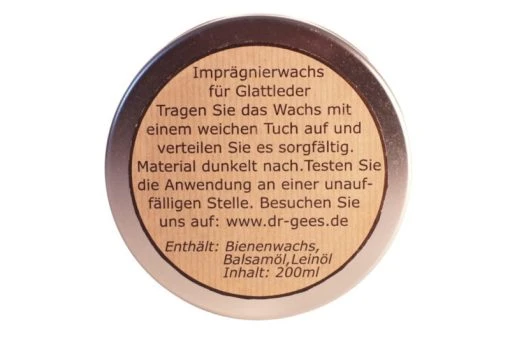 Imprägnierwachs
für Glattleder
Tragen Sie das Wachs mit
einem weichen Tuch auf und
verteilen Sie es sorgfältig.
Material dunkelt nach.Testen Sie
die Anwendung an einer unauf-
fälligen Stelle. Besuchen Sie
uns auf: www.dr-gees.de
Enthält: Bienenwachs,
Balsamöl,Leinöl
Inhalt: 200ml